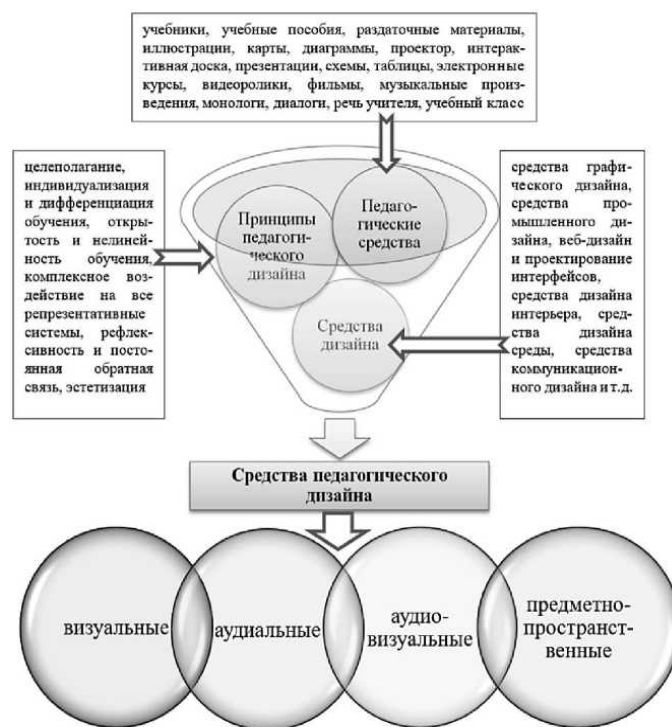 учебники, учебные пособия, раздаточные материалы,
иллюстрации, карты, диаграммы, проектор, интерак-
тивная доска, презентации, схемы, таблицы, электронные
курсы, видеоролики, фильмы, музыкальные произ-
ведения, монологи, диалоги, речь учителя, учебный класс
целеполагание,
индивидуализация
и дифференциация
обучения, откры-
тость и нелиней-
ность обучения,
комплексное воз-
действие на все
репрезентативные
системы, рефлек-
сивность и посто-
янная обратная
связь, эстетизация
Принципы
педагоги-
ческого
дизайна
Педаго-
гические
средства
Средства
дизайна
средства графи-
ческого дизайна,
средства про-
мышленного ди-
зайна, веб-дизайн
и проектирование
интерфейсов,
средства дизайна
интерьера, сред-
ства дизайна
среды, средства
коммуникацион-
ного дизайна и т.д.
Средства педагогического
дизайна
визуальные
аудиальные
аудио-
визуальные
предметно-
пространст-
венные